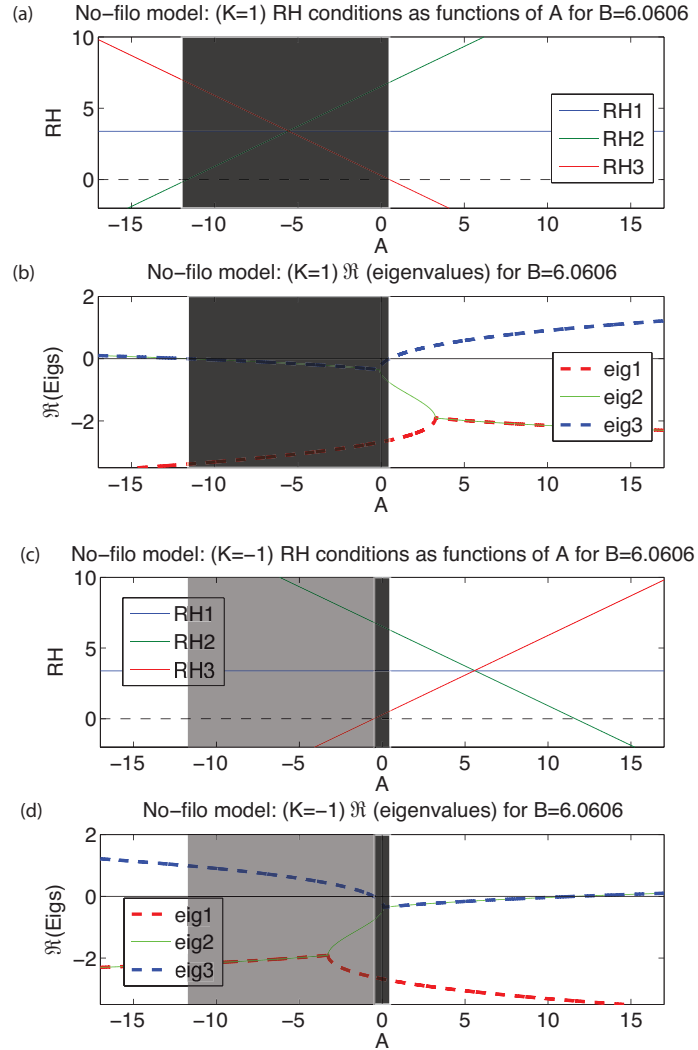 (a) No-filo model: (K=1) RH conditions as functions of A for B=6.0606
10
5
0
RH
RH1
RH2
RH3
−15 −10 −5 0 5 10 15
A
(b) No-filo model: (K=1) ℜ (eigenvalues) for B=6.0606
2
0
−2
ℜ(Eigs)
eig1
eig2
eig3
−15 −10 −5 0 5 10 15
A
(c) No-filo model: (K=−1) RH conditions as functions of A for B=6.0606
10
5
0
RH
RH1
RH2
RH3
−15 −10 −5 0 5 10 15
A
(d) No-filo model: (K=−1) ℜ (eigenvalues) for B=6.0606
2
0
−2
ℜ(Eigs)
eig1
eig2
eig3
−15 −10 −5 0 5 10 15
A